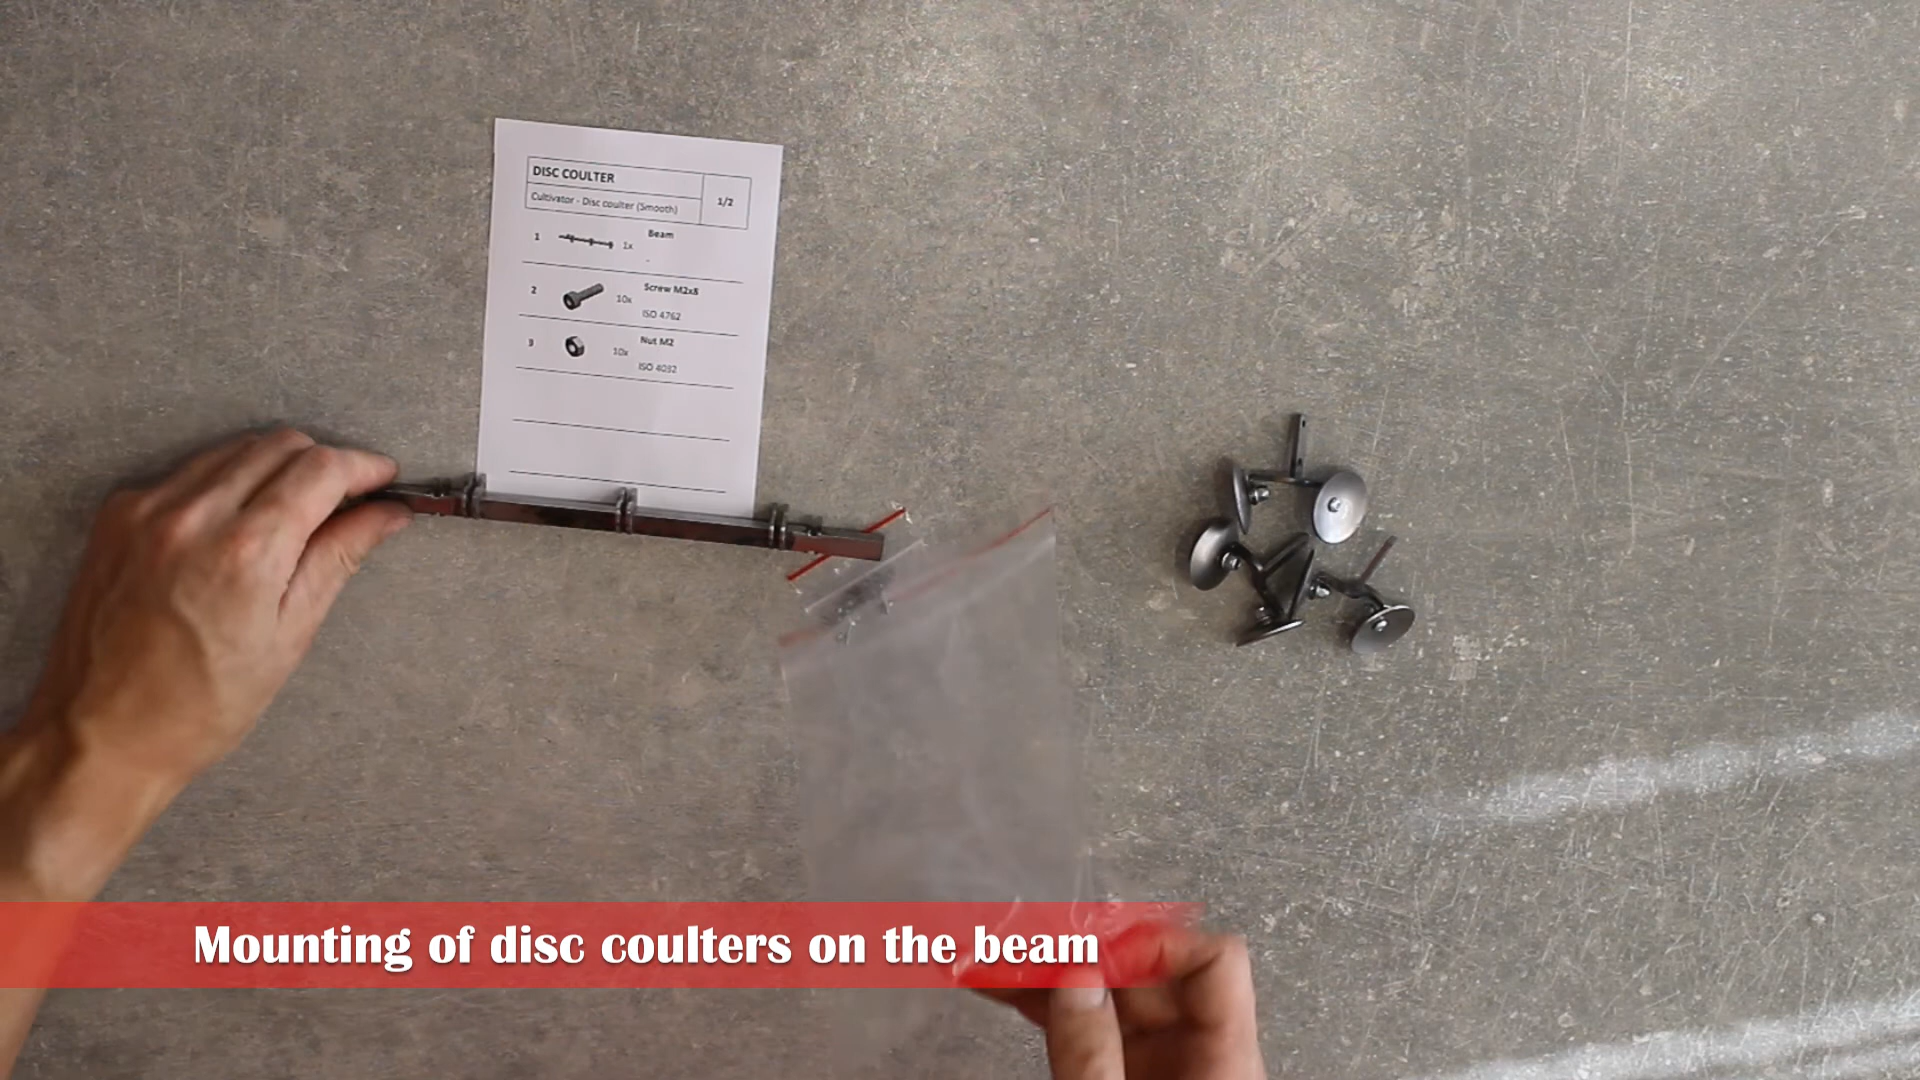 DISC COULTER
Cultivator - Disc coulter (Smooth)
1/2
1 1x Beam
-
2 10x Screw M2x8
ISO 4762
3 10x Nut M2
ISO 4032
Mounting of disc coulters on the beam